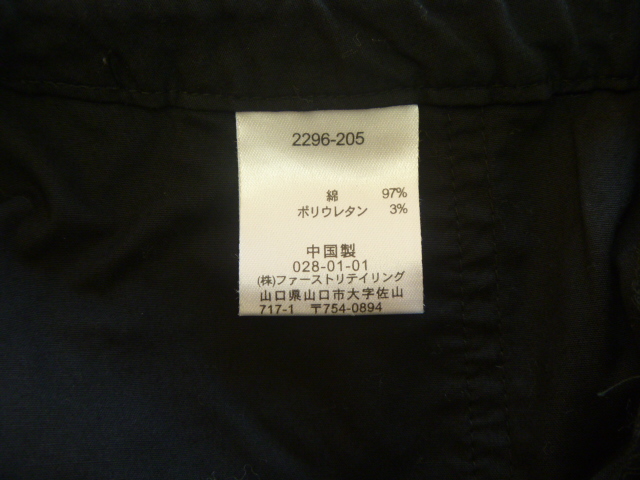 2296-205
綿 97%
ポリウレタン 3%
中国製
028-01-01
(株)ファーストリテイリング
山口県山口市大字佐山
717-1 〒754-0894